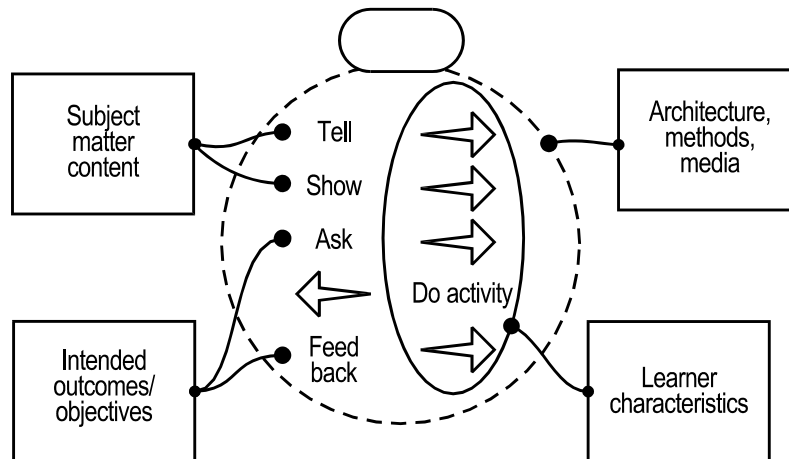 Subject
matter
content
Tell
Show
Ask
Do activity
Feed
back
Architecture,
methods,
media
Intended
outcomes/
objectives
Learner
characteristics